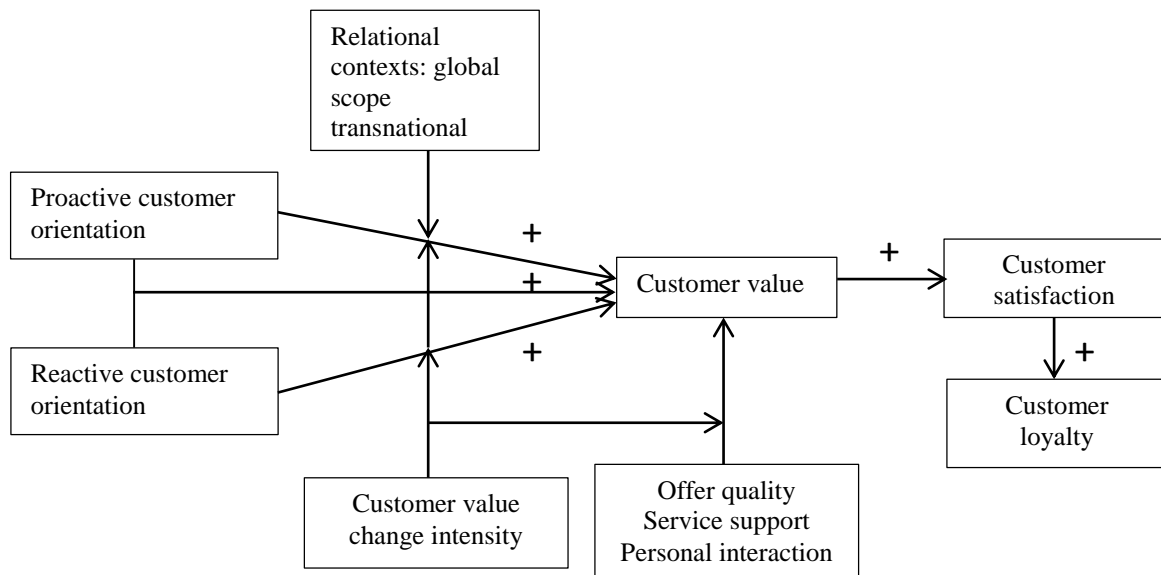 Relational
contexts: global
scope
transnational
Proactive customer
orientation
+
+
+
Customer value
+
Customer
satisfaction
Reactive customer
orientation
+
Customer
loyalty
Customer value
change intensity
Offer quality
Service support
Personal interaction